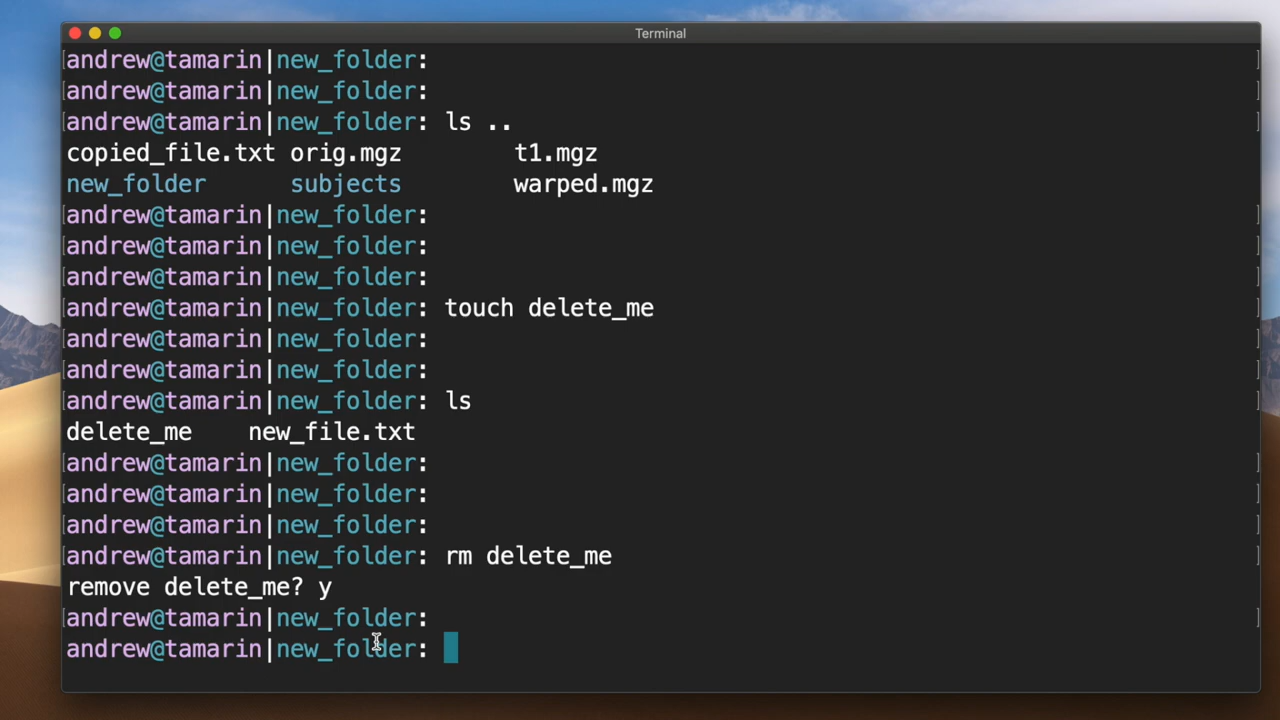 Terminal
andrew@tamarin|new_folder:
andrew@tamarin|new_folder:
andrew@tamarin|new_folder: ls ..
copied_file.txt orig.mgz t1.mgz
new_folder subjects warped.mgz
andrew@tamarin|new_folder:
andrew@tamarin|new_folder:
andrew@tamarin|new_folder:
andrew@tamarin|new_folder: touch delete_me
andrew@tamarin|new_folder:
andrew@tamarin|new_folder:
andrew@tamarin|new_folder: ls
delete_me new_file.txt
andrew@tamarin|new_folder:
andrew@tamarin|new_folder:
andrew@tamarin|new_folder:
andrew@tamarin|new_folder: rm delete_me
remove delete_me? y
andrew@tamarin|new_folder:
andrew@tamarin|new_folder: